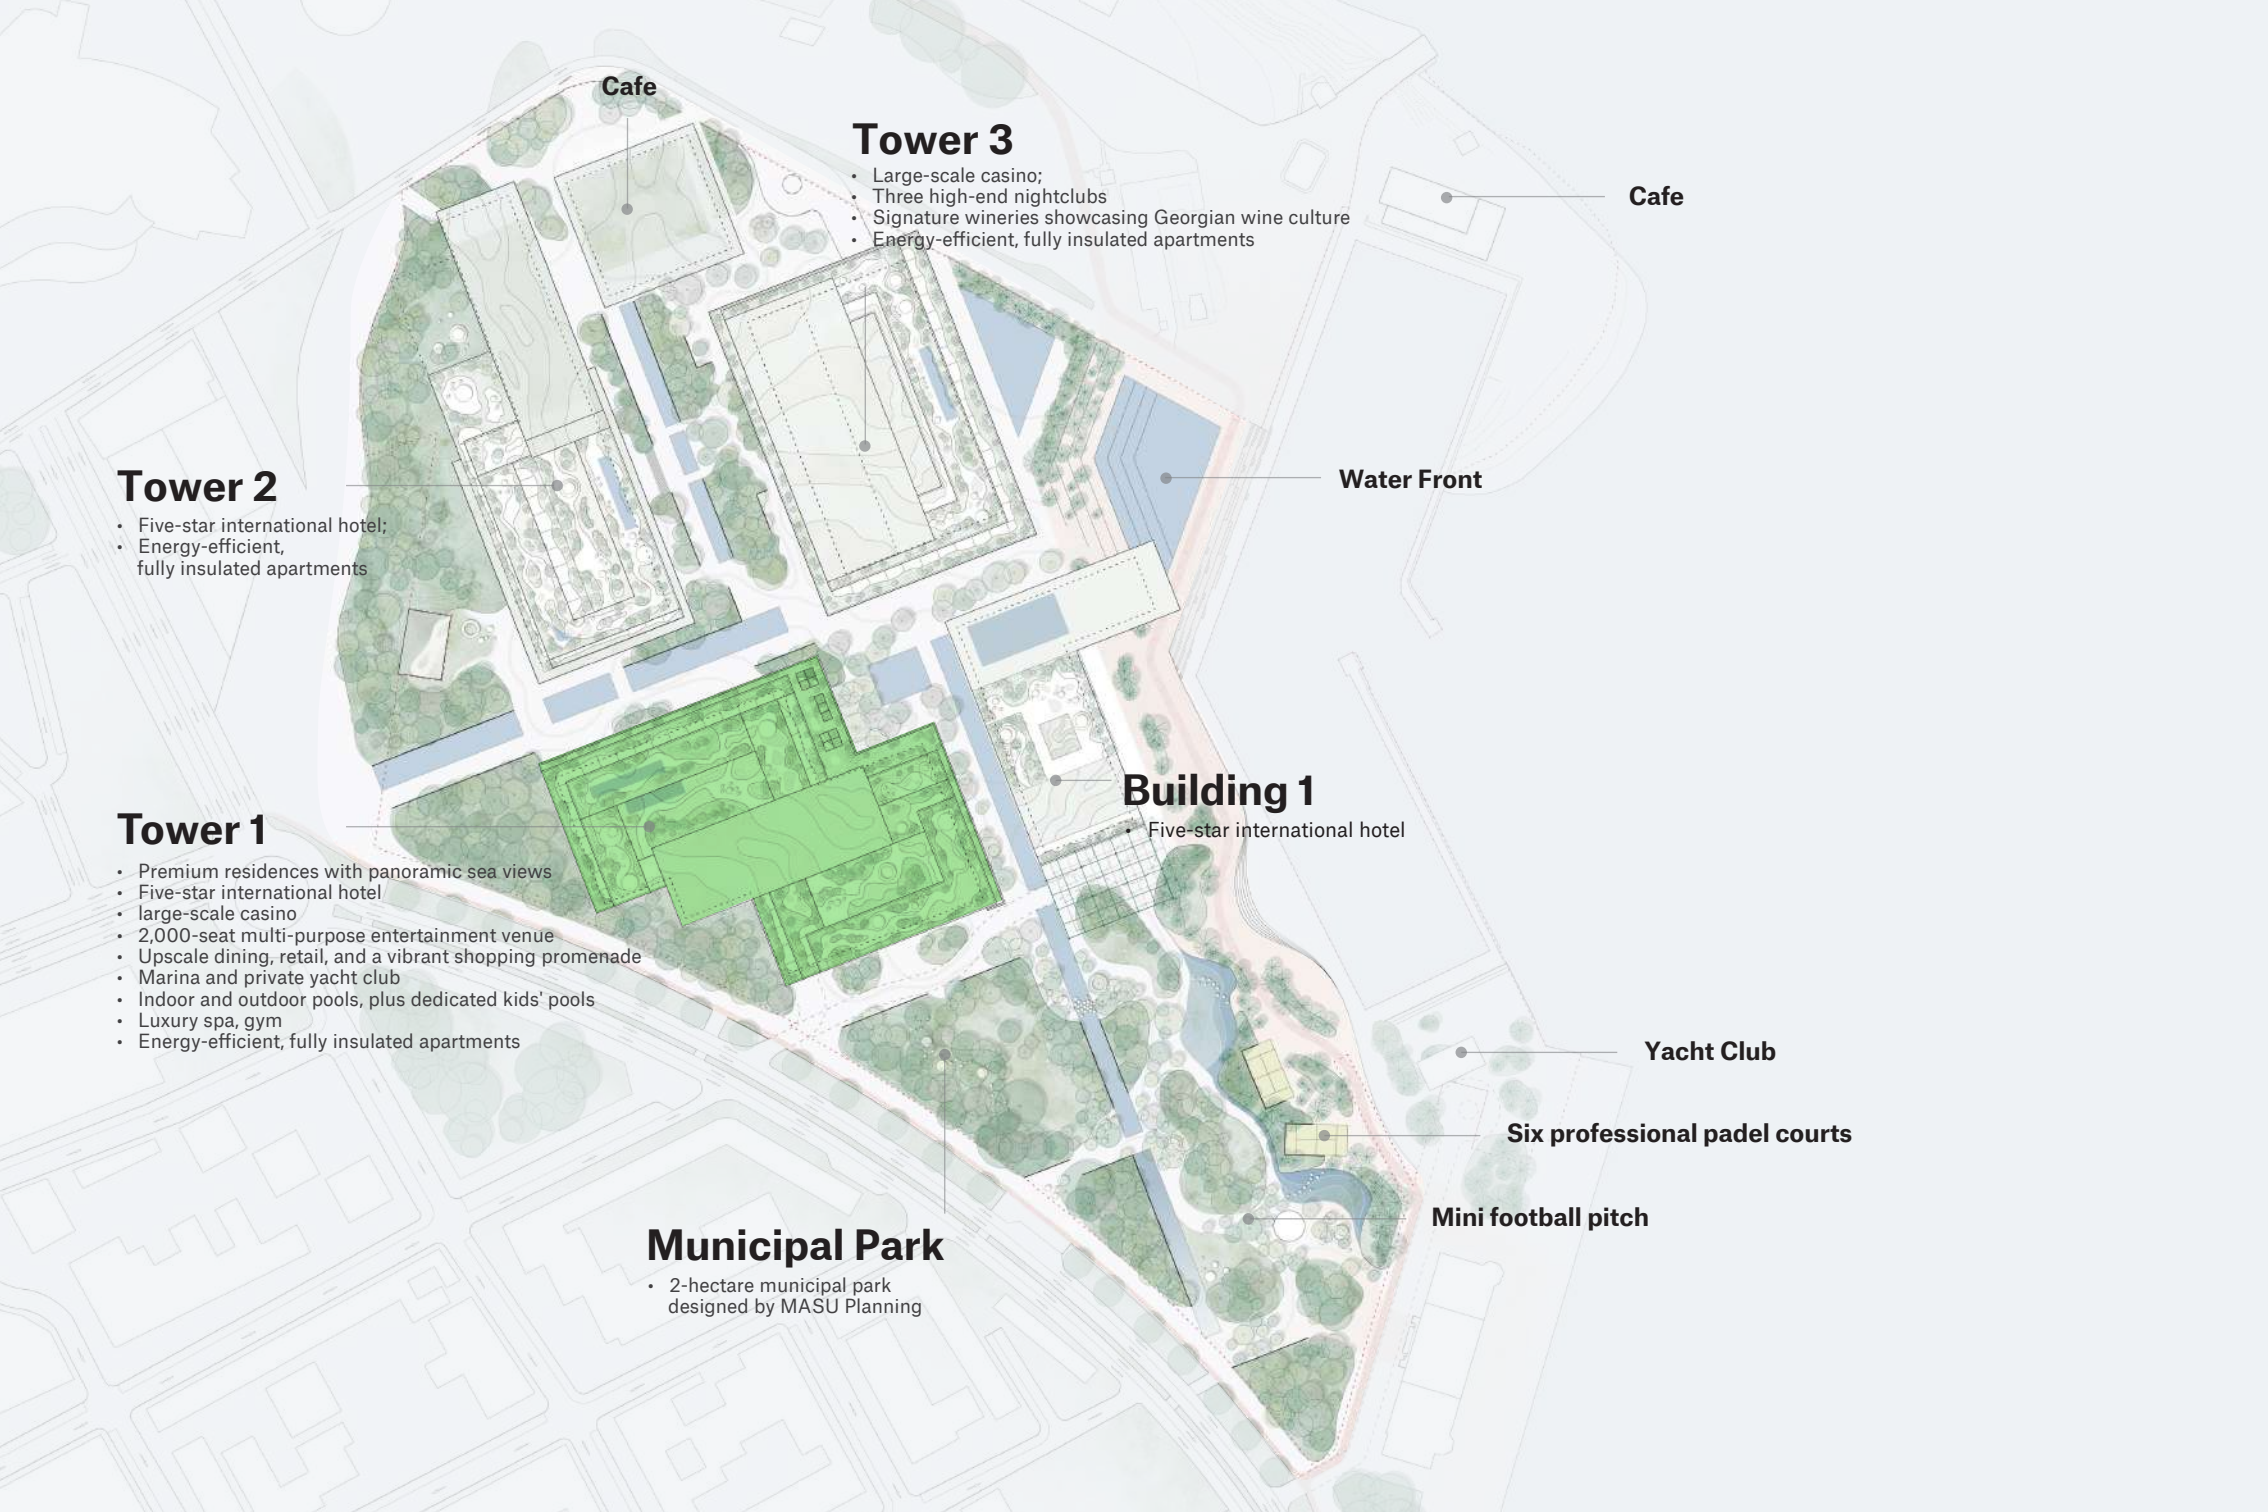 Cafe
Tower 3
• Large-scale casino;
• Three high-end nightclubs
• Signature wineries showcasing Georgian wine culture
• Energy-efficient, fully insulated apartments
Cafe
Tower 2
• Five-star international hotel;
• Energy-efficient,
fully insulated apartments
Water Front
Tower 1
• Premium residences with panoramic sea views
• Five-star international hotel
• large-scale casino
• 2,000-seat multi-purpose entertainment venue
• Upscale dining, retail, and a vibrant shopping promenade
• Marina and private yacht club
• Indoor and outdoor pools, plus dedicated kids' pools
• Luxury spa, gym
• Energy-efficient, fully insulated apartments
Building 1
• Five-star international hotel
Yacht Club
Six professional padel courts
Mini football pitch
Municipal Park
• 2-hectare municipal park
designed by MASU Planning